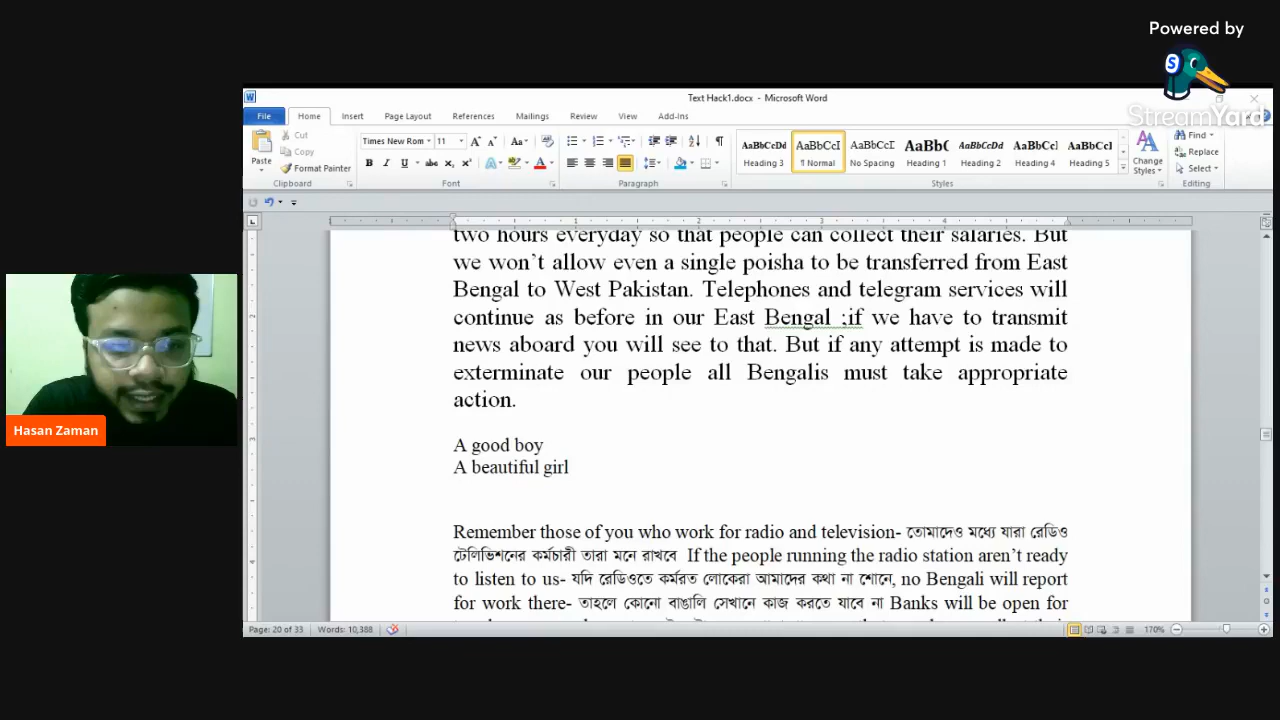 Powered by
StreamYard
Text Hack1.docx - Microsoft Word
File Home Insert Page Layout References Mailings Review View Add-Ins
Paste
Cut
Copy
Format Painter
Clipboard
Times New Rom 11
Font
Paragraph
AaBbCcDd AaBbCcI AaBbCcI AaBb( AaBbCcDd AaBbCcI AaBbCcI
Heading 3 ¶ Normal No Spacing Heading 1 Heading 2 Heading 4 Heading 5
Styles
Change Styles
Find
Replace
Select
Editing
two hours everyday so that people can collect their salaries. But
we won't allow even a single poisha to be transferred from East
Bengal to West Pakistan. Telephones and telegram services will
continue as before in our East Bengal ;if we have to transmit
news aboard you will see to that. But if any attempt is made to
exterminate our people all Bengalis must take appropriate
action.
A good boy
A beautiful girl
Remember those of you who work for radio and television- তোমাদেও মধ্যে যারা রেডিও
টেলিভিশনের কর্মচারী তারা মনে রাখবে If the people running the radio station aren't ready
to listen to us- যদি রেডিওতে কর্মরত লোকেরা আমাদের কথা না শোনে, no Bengali will report
for work there- তাহলে কোনো বাঙালি সেখানে কাজ করতে যাবে না Banks will be open for
Hasan Zaman
Page: 20 of 33 Words: 10,388 170%